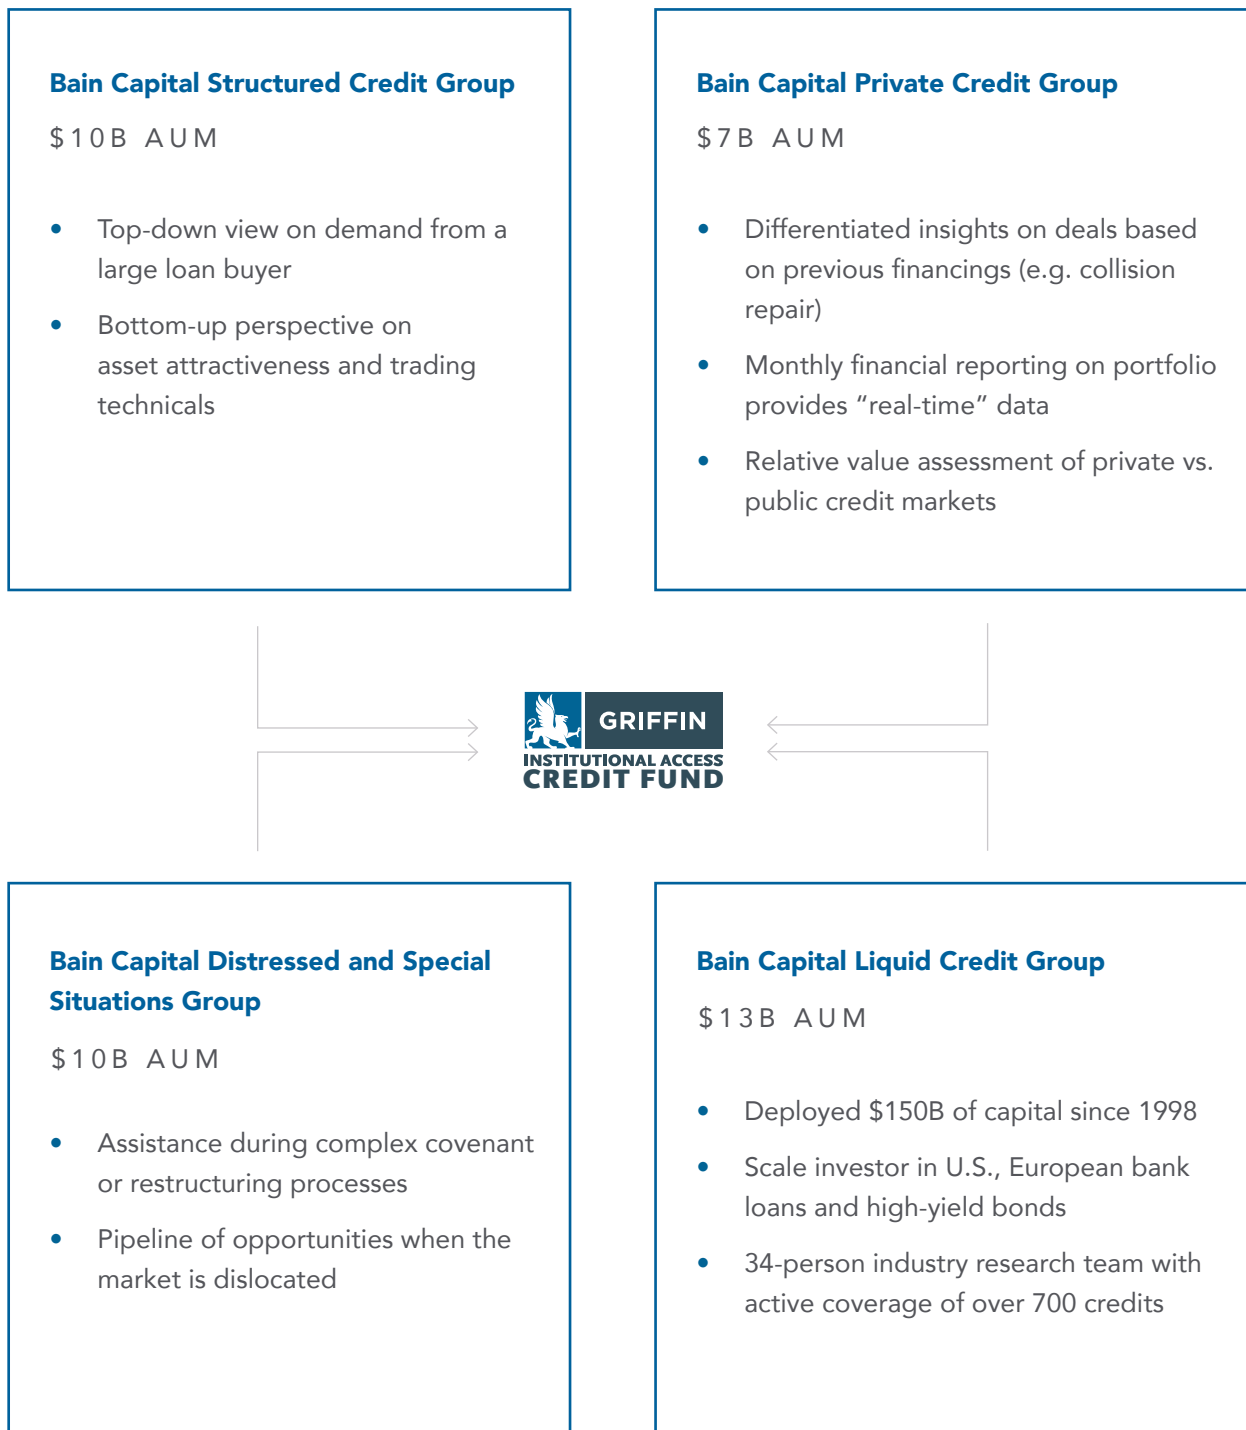 Bain Capital Structured Credit Group
$10B AUM
• Top-down view on demand from a
large loan buyer
• Bottom-up perspective on
asset attractiveness and trading
technicals
Bain Capital Private Credit Group
$7B AUM
• Differentiated insights on deals based
on previous financings (e.g. collision
repair)
• Monthly financial reporting on portfolio
provides “real-time” data
• Relative value assessment of private vs.
public credit markets
GRIFFIN
INSTITUTIONAL ACCESS
CREDIT FUND
Bain Capital Distressed and Special
Situations Group
$10B AUM
• Assistance during complex covenant
or restructuring processes
• Pipeline of opportunities when the
market is dislocated
Bain Capital Liquid Credit Group
$13B AUM
• Deployed $150B of capital since 1998
• Scale investor in U.S., European bank
loans and high-yield bonds
• 34-person industry research team with
active coverage of over 700 credits